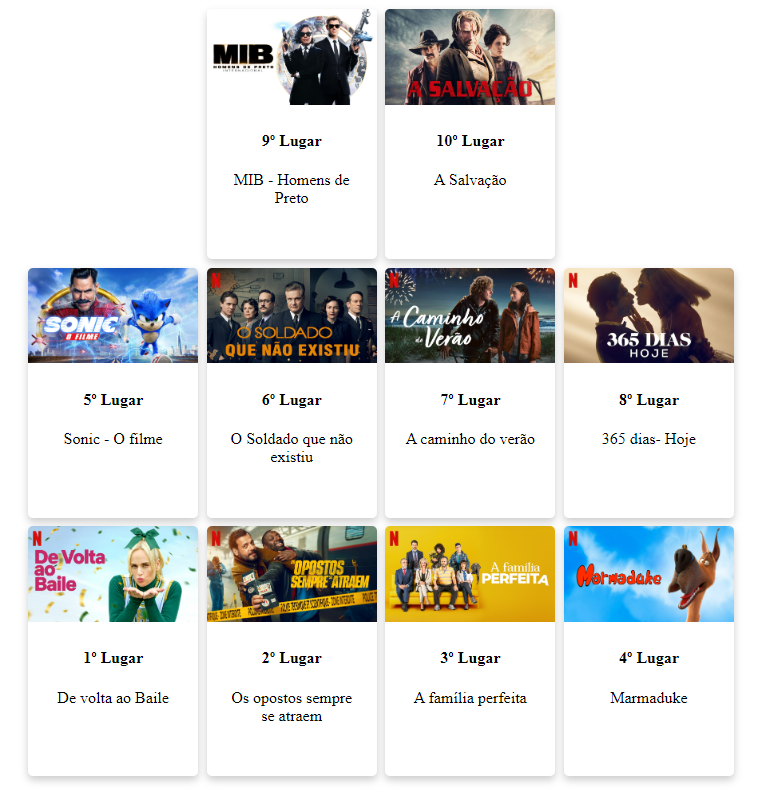 MIB
HOMENS DE PRETO
INTERNACIONAL
A SALVAÇÃO
9º Lugar
10º Lugar
MIB - Homens de
Preto
A Salvação
SONIC
O FILME
N
O SOLDADO
QUE NÃO EXISTIU
N
A Caminho
do Verão
N
365 DIAS
HOJE
5º Lugar
6º Lugar
7º Lugar
8º Lugar
Sonic - O filme
O Soldado que não
existiu
A caminho do verão
365 dias- Hoje
N
De Volta
ao
Baile
N
OS OPOSTOS
SEMPRE ATRAEM
N
A família
PERFEITA
N
Marmaduke
1º Lugar
2º Lugar
3º Lugar
4º Lugar
De volta ao Baile
Os opostos sempre
se atraem
A família perfeita
Marmaduke